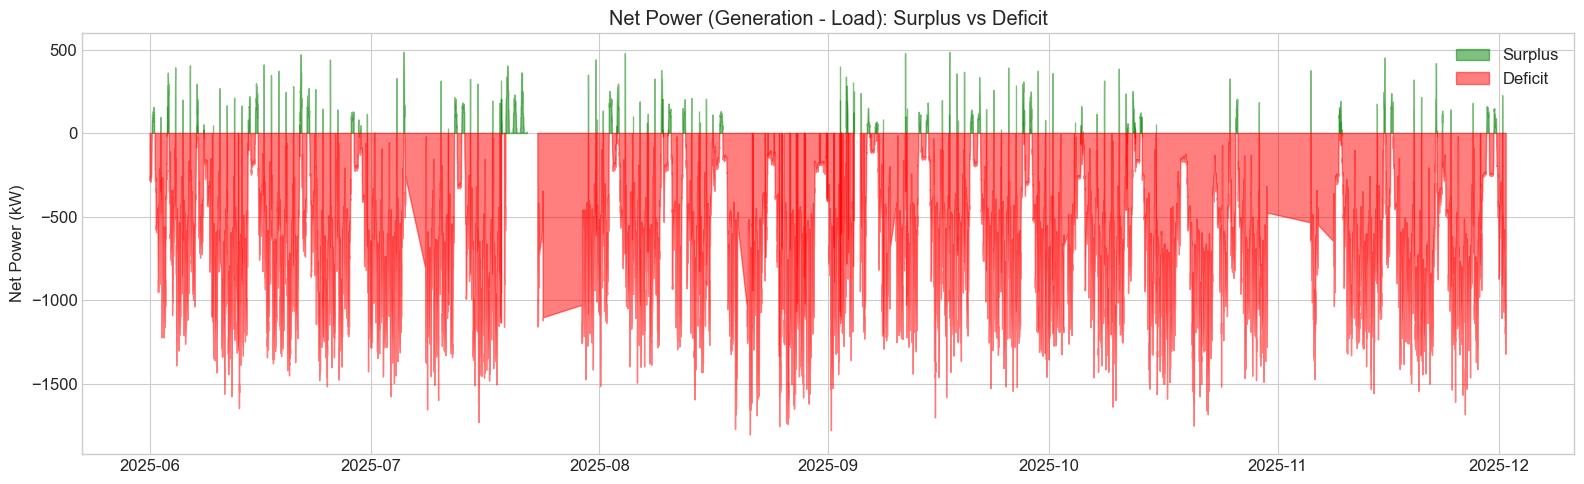 Net Power (Generation - Load): Surplus vs Deficit
Surplus
Deficit
Net Power (kW)
500
0
−500
−1000
−1500
2025-06 2025-07 2025-08 2025-09 2025-10 2025-11 2025-12